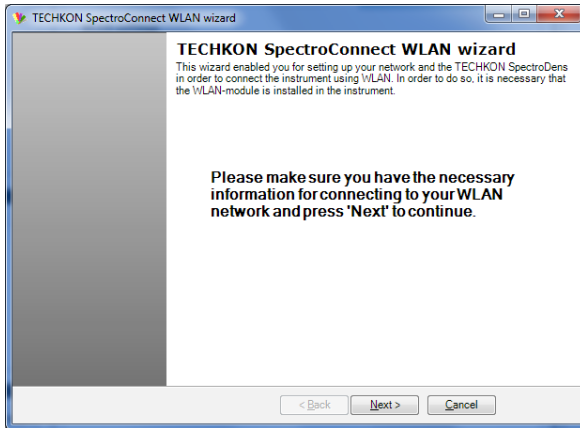 TECHKON SpectroConnect WLAN wizard
TECHKON SpectroConnect WLAN wizard
This wizard enabled you for setting up your network and the TECHKON SpectroDens
in order to connect the instrument using WLAN. In order to do so, it is necessary that
the WLAN-module is installed in the instrument.
Please make sure you have the necessary
information for connecting to your WLAN
network and press 'Next' to continue.
< Back Next > Cancel